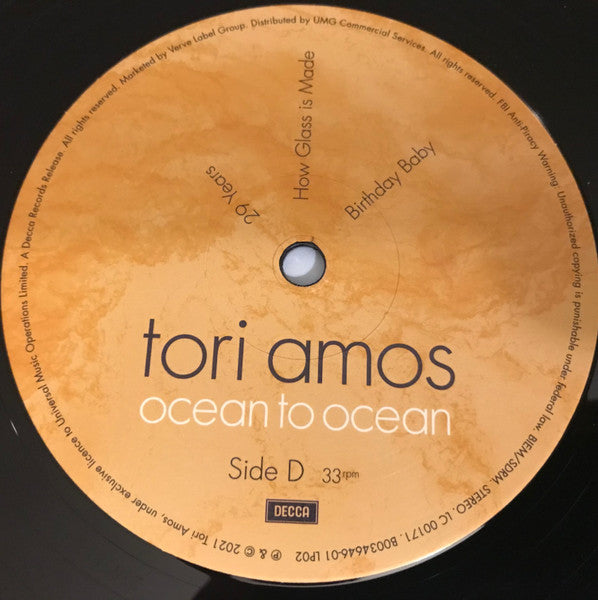 29 Years
How Glass is Made
Birthday Baby
tori amos
ocean to ocean
Side D 33rpm
DECCA
℗ & © 2021 Tori Amos, under exclusive licence to Universal Music Operations Limited. A Decca Records Release. All rights reserved. Marketed by Verve Label Group. Distributed by UMG Commercial Services. All rights reserved. FBI Anti-Piracy Warning: Unauthorized copying is punishable under federal law. BIEM/SDRM. STEREO. LC 00171. B0034646-01 LP02